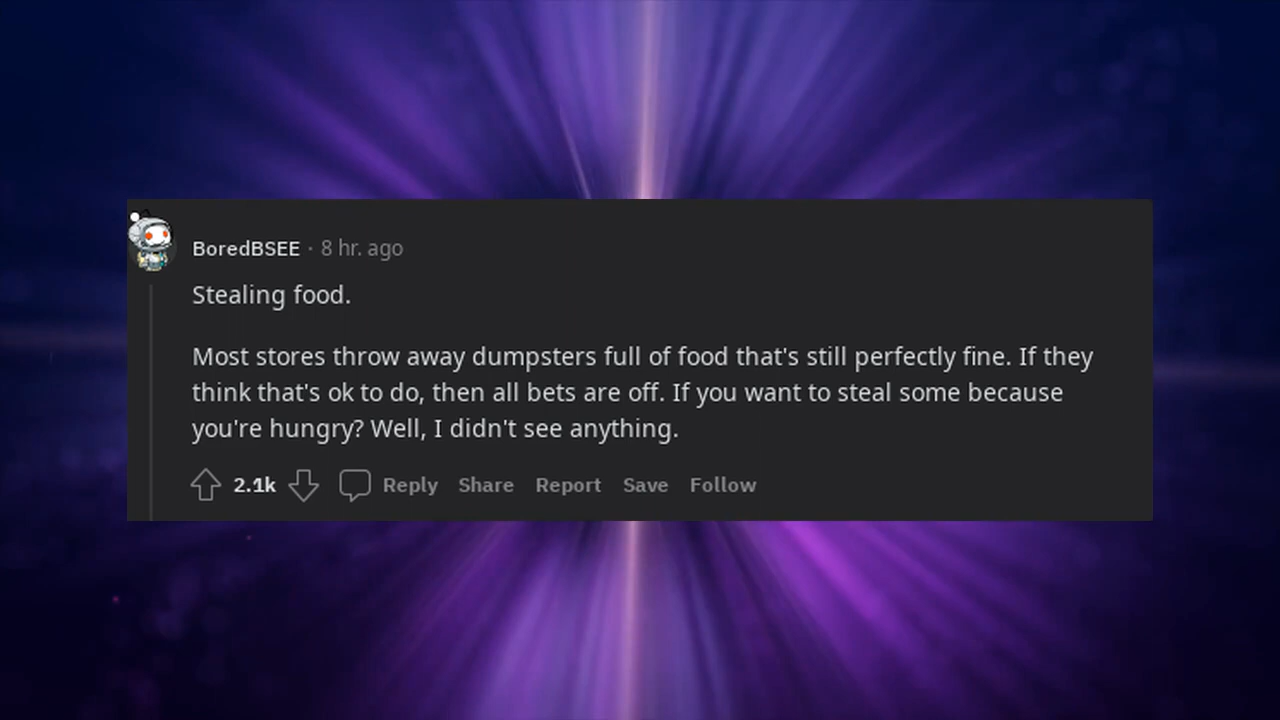 BoredBSEE · 8 hr. ago
Stealing food.
Most stores throw away dumpsters full of food that's still perfectly fine. If they
think that's ok to do, then all bets are off. If you want to steal some because
you're hungry? Well, I didn't see anything.
2.1k Reply Share Report Save Follow